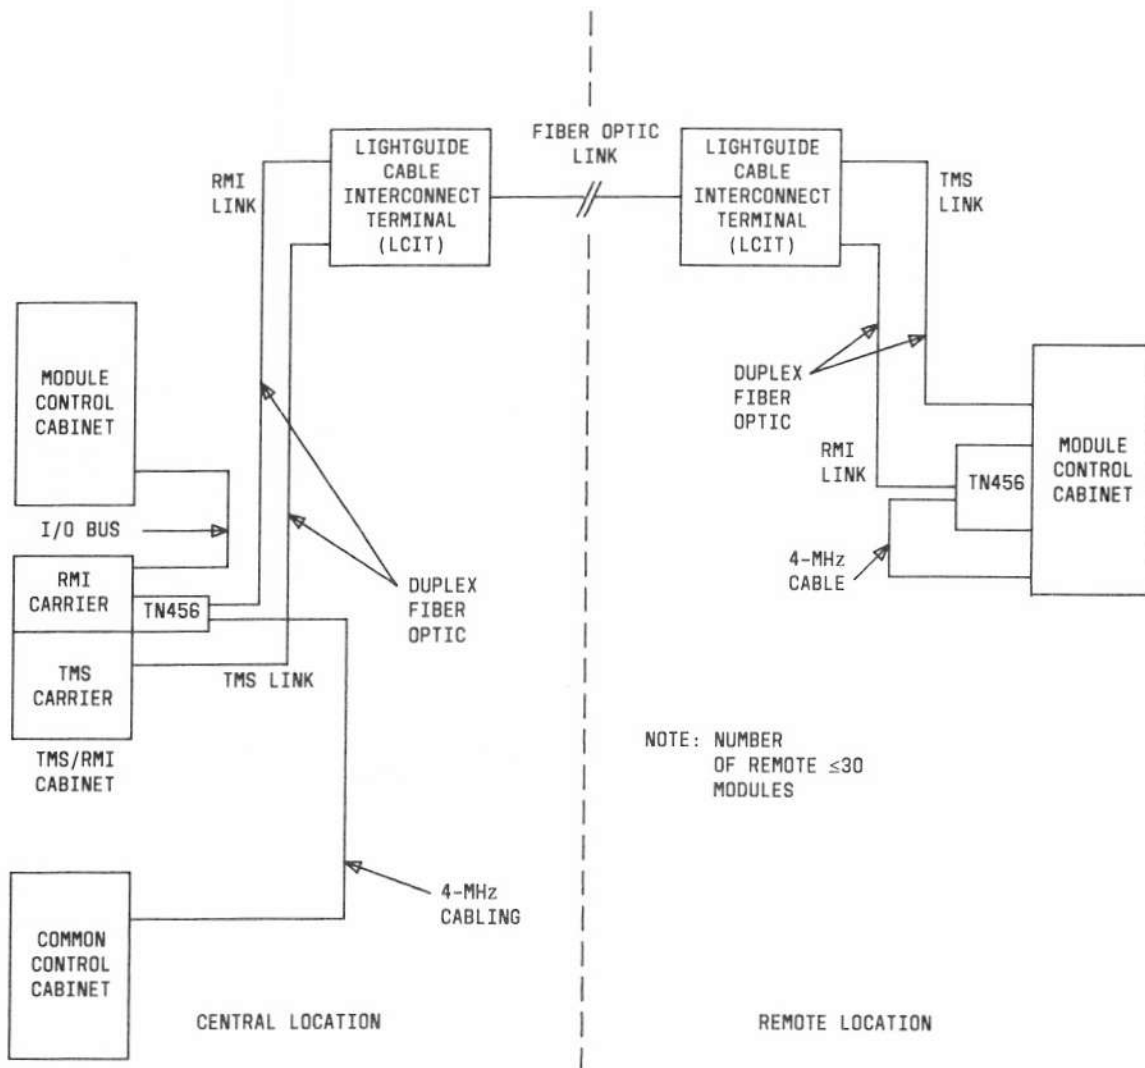 FIBER OPTIC
LINK
LIGHTGUIDE
CABLE
INTERCONNECT
TERMINAL
(LCIT)
LIGHTGUIDE
CABLE
INTERCONNECT
TERMINAL
(LCIT)
RMI
LINK
TMS
LINK
MODULE
CONTROL
CABINET
I/O BUS
RMI
CARRIER
TN456
TMS
CARRIER
TMS LINK
TMS/RMI
CABINET
DUPLEX
FIBER
OPTIC
4-MHz
CABLING
COMMON
CONTROL
CABINET
CENTRAL LOCATION
DUPLEX
FIBER
OPTIC
RMI
LINK
TN456
MODULE
CONTROL
CABINET
4-MHz
CABLE
NOTE: NUMBER
OF REMOTE ≤30
MODULES
REMOTE LOCATION